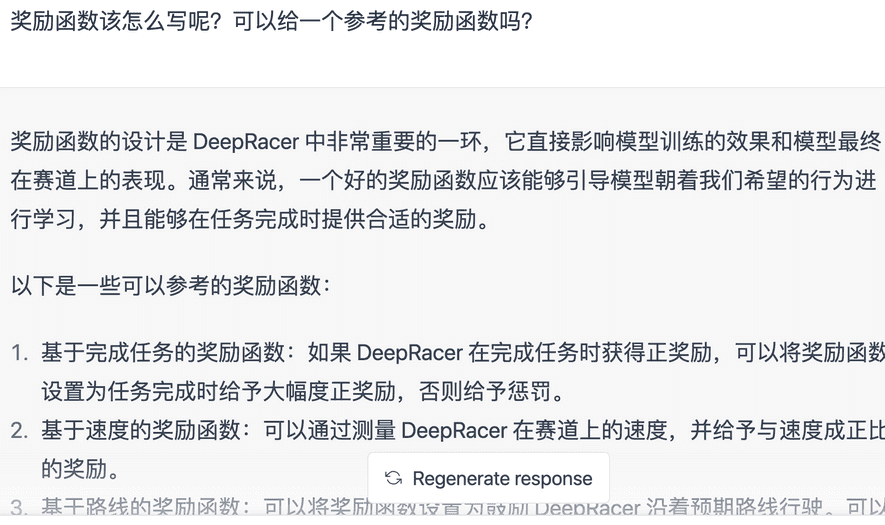 奖励函数该怎么写呢？可以给一个参考的奖励函数吗？
奖励函数的设计是 DeepRacer 中非常重要的一环，它直接影响模型训练的效果和模型最终
在赛道上的表现。通常来说，一个好的奖励函数应该能够引导模型朝着我们希望的行为进
行学习，并且能够在任务完成时提供合适的奖励。
以下是一些可以参考的奖励函数：
1. 基于完成任务的奖励函数：如果 DeepRacer 在完成任务时获得正奖励，可以将奖励函数
设置为任务完成时给予大幅度正奖励，否则给予惩罚。
2. 基于速度的奖励函数：可以通过测量 DeepRacer 在赛道上的速度，并给予与速度成正比
的奖励。
Regenerate response
3. 基于路线的奖励函数：可以将奖励函数设置为鼓励 DeepRacer 沿着预期路线行驶。可以